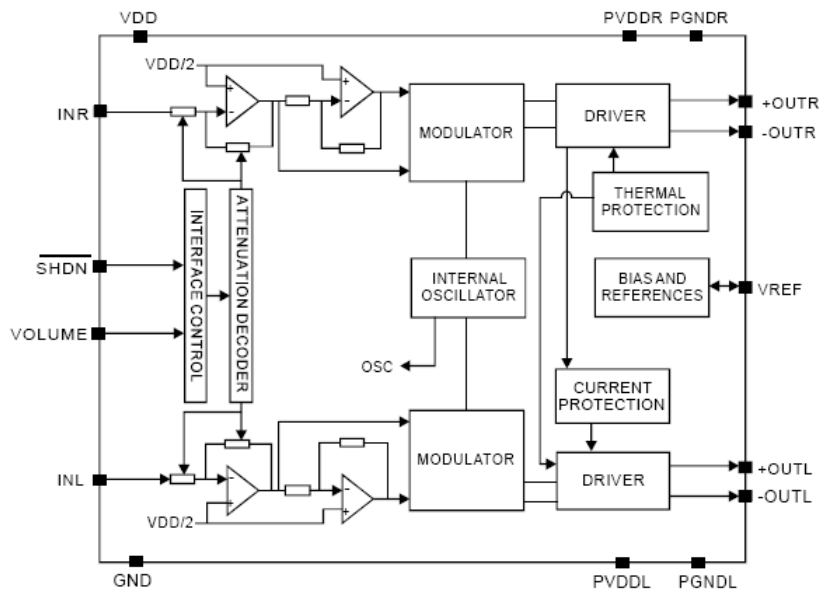 VDD
PVDDR
PGNDR
VDD/2
INR
MODULATOR
DRIVER
+OUTR
-OUTR
THERMAL
PROTECTION
INTERFACE CONTROL
ATTENUATION DECODER
SHDN
INTERNAL
OSCILLATOR
BIAS AND
REFERENCES
VREF
VOLUME
OSC
CURRENT
PROTECTION
MODULATOR
DRIVER
+OUTL
-OUTL
INL
VDD/2
GND
PVDDL
PGNDL